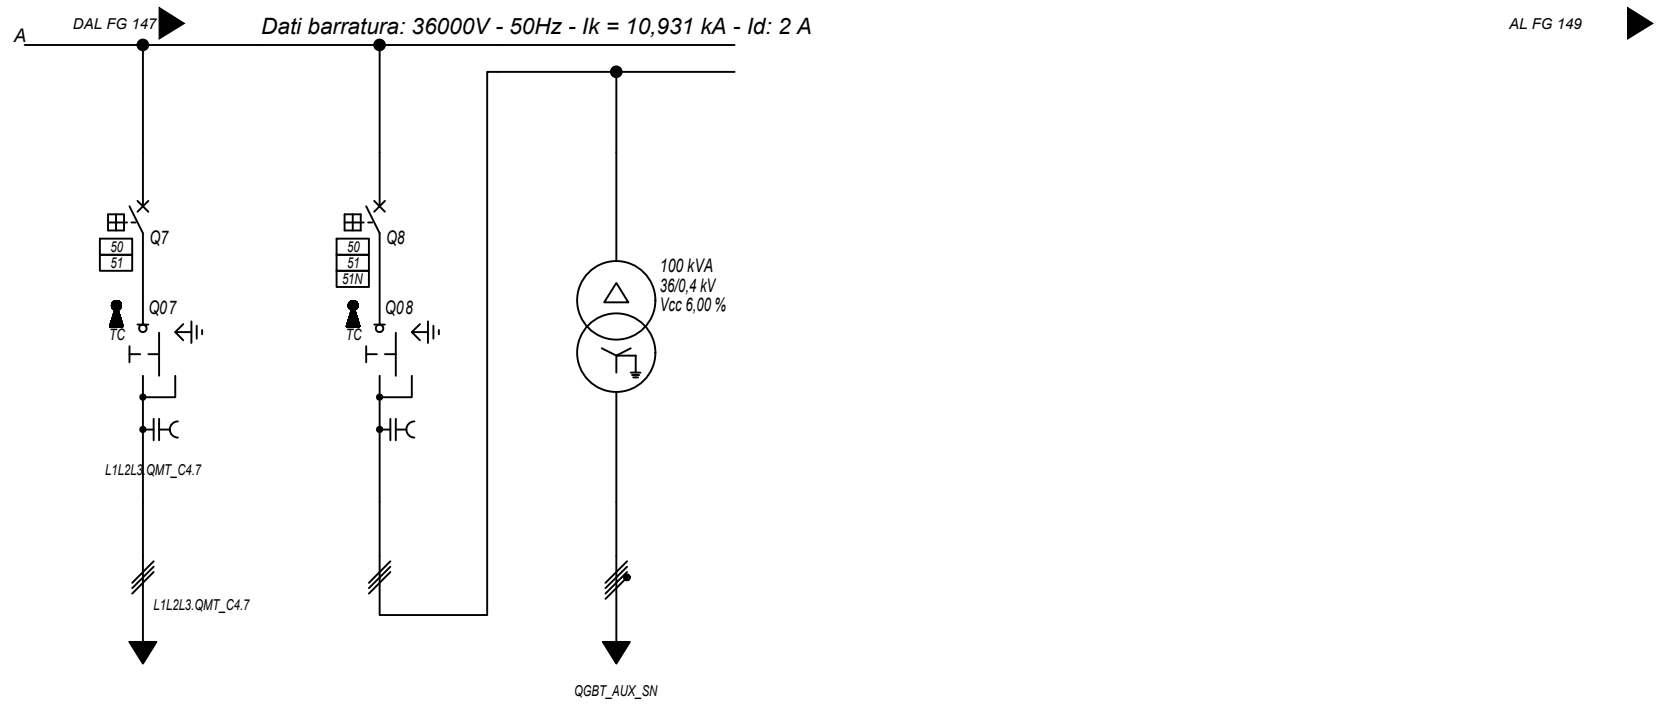 DAL FG 147
Dati barratura: 36000V - 50Hz - Ik = 10,931 kA - Id: 2 A
AL FG 149
A
Q7
50
51
Q07
TC
L1L2L3.QMT_C4.7
L1L2L3.QMT_C4.7
Q8
50
51
51N
Q08
TC
100 kVA
36/0,4 kV
Vcc 6,00 %
QGBT_AUX_SN